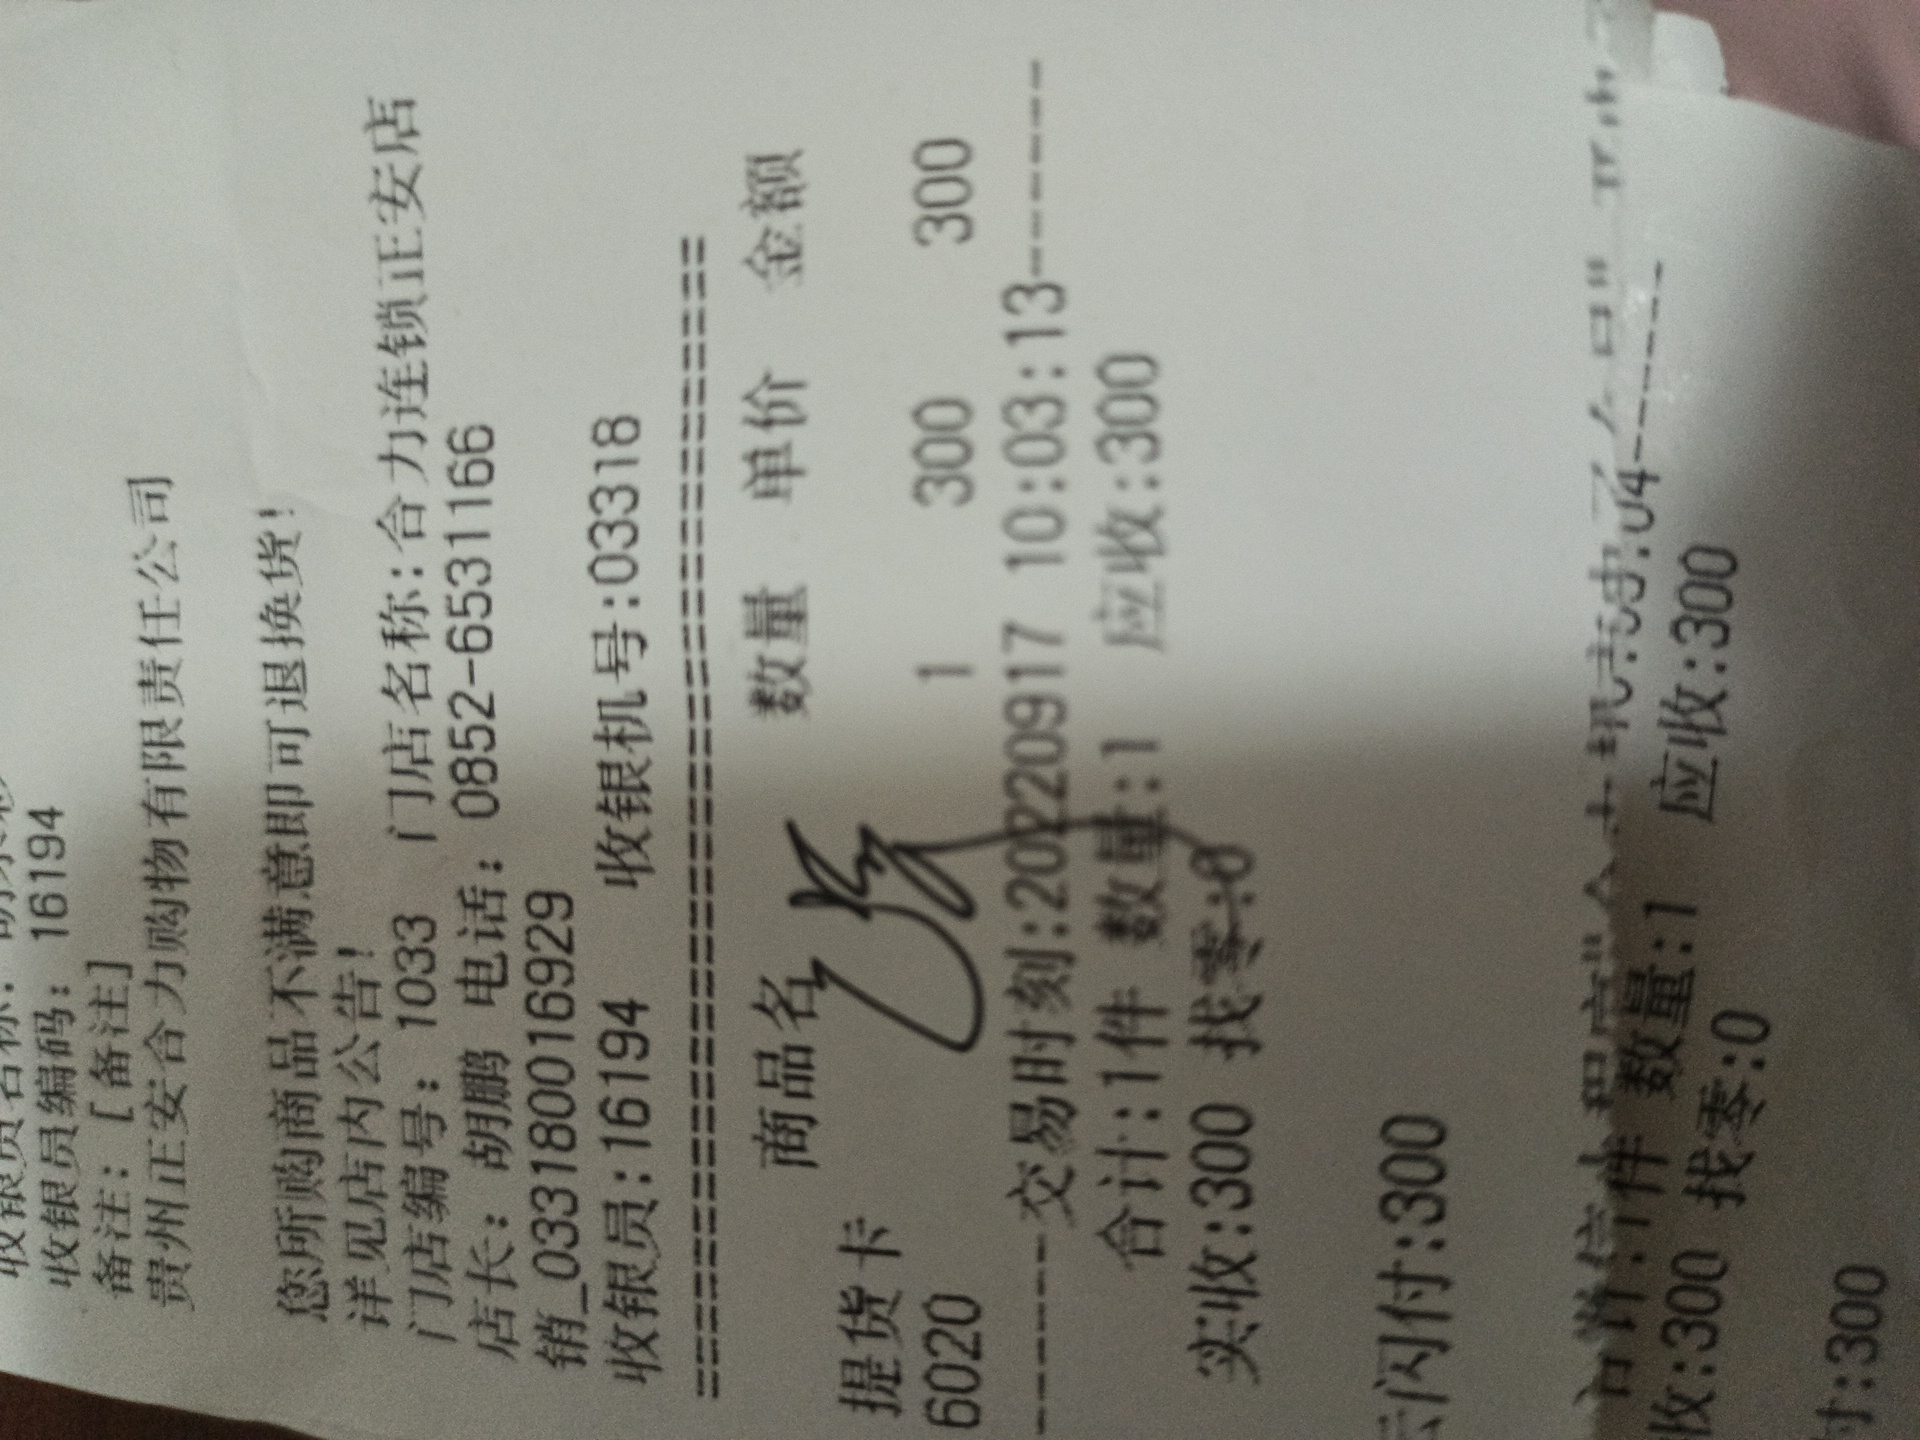 收银员编码: 16194
备注: [备注]
贵州正安合力购物有限责任公司
您所购商品不满意即可退换货!
详见店内公告!
门店编号: 1033 门店名称:合力连锁正安店
店长: 胡鹏 电话: 0852-6531166
销_0331800016929
收银员:16194 收银机号:03318
========================================
商品名 数量 单价 金额
提货卡
6020 1 300 300
------交易时刻:20220917 10:03:13------
合计:1件 数量:1 应收:300
实收:300 找零:0
云闪付:300
数量:1 应收:300
收:300 找零:0
付:300